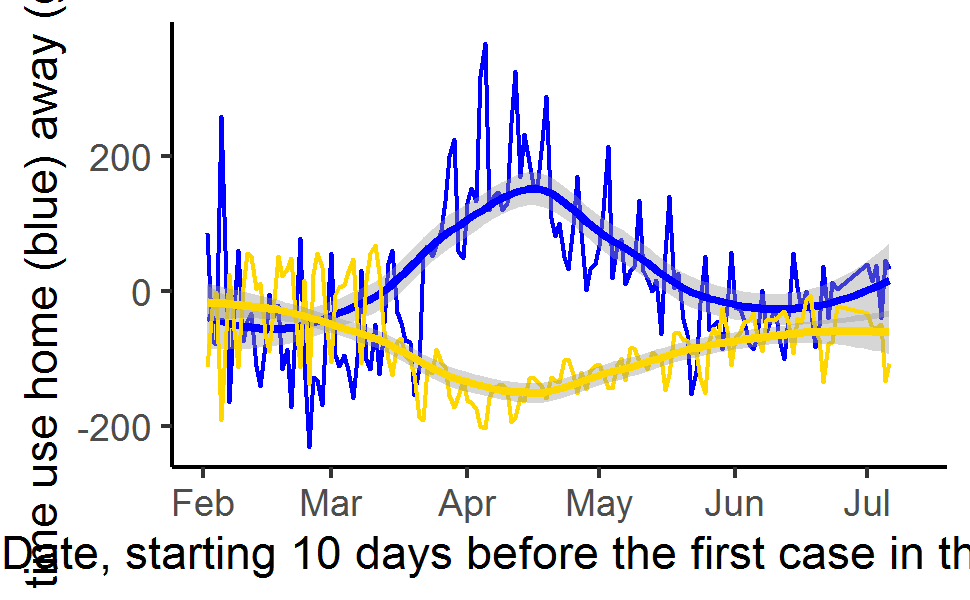 time use home (blue) away (
200
0
-200
Feb Mar Apr May Jun Jul
Date, starting 10 days before the first case in th